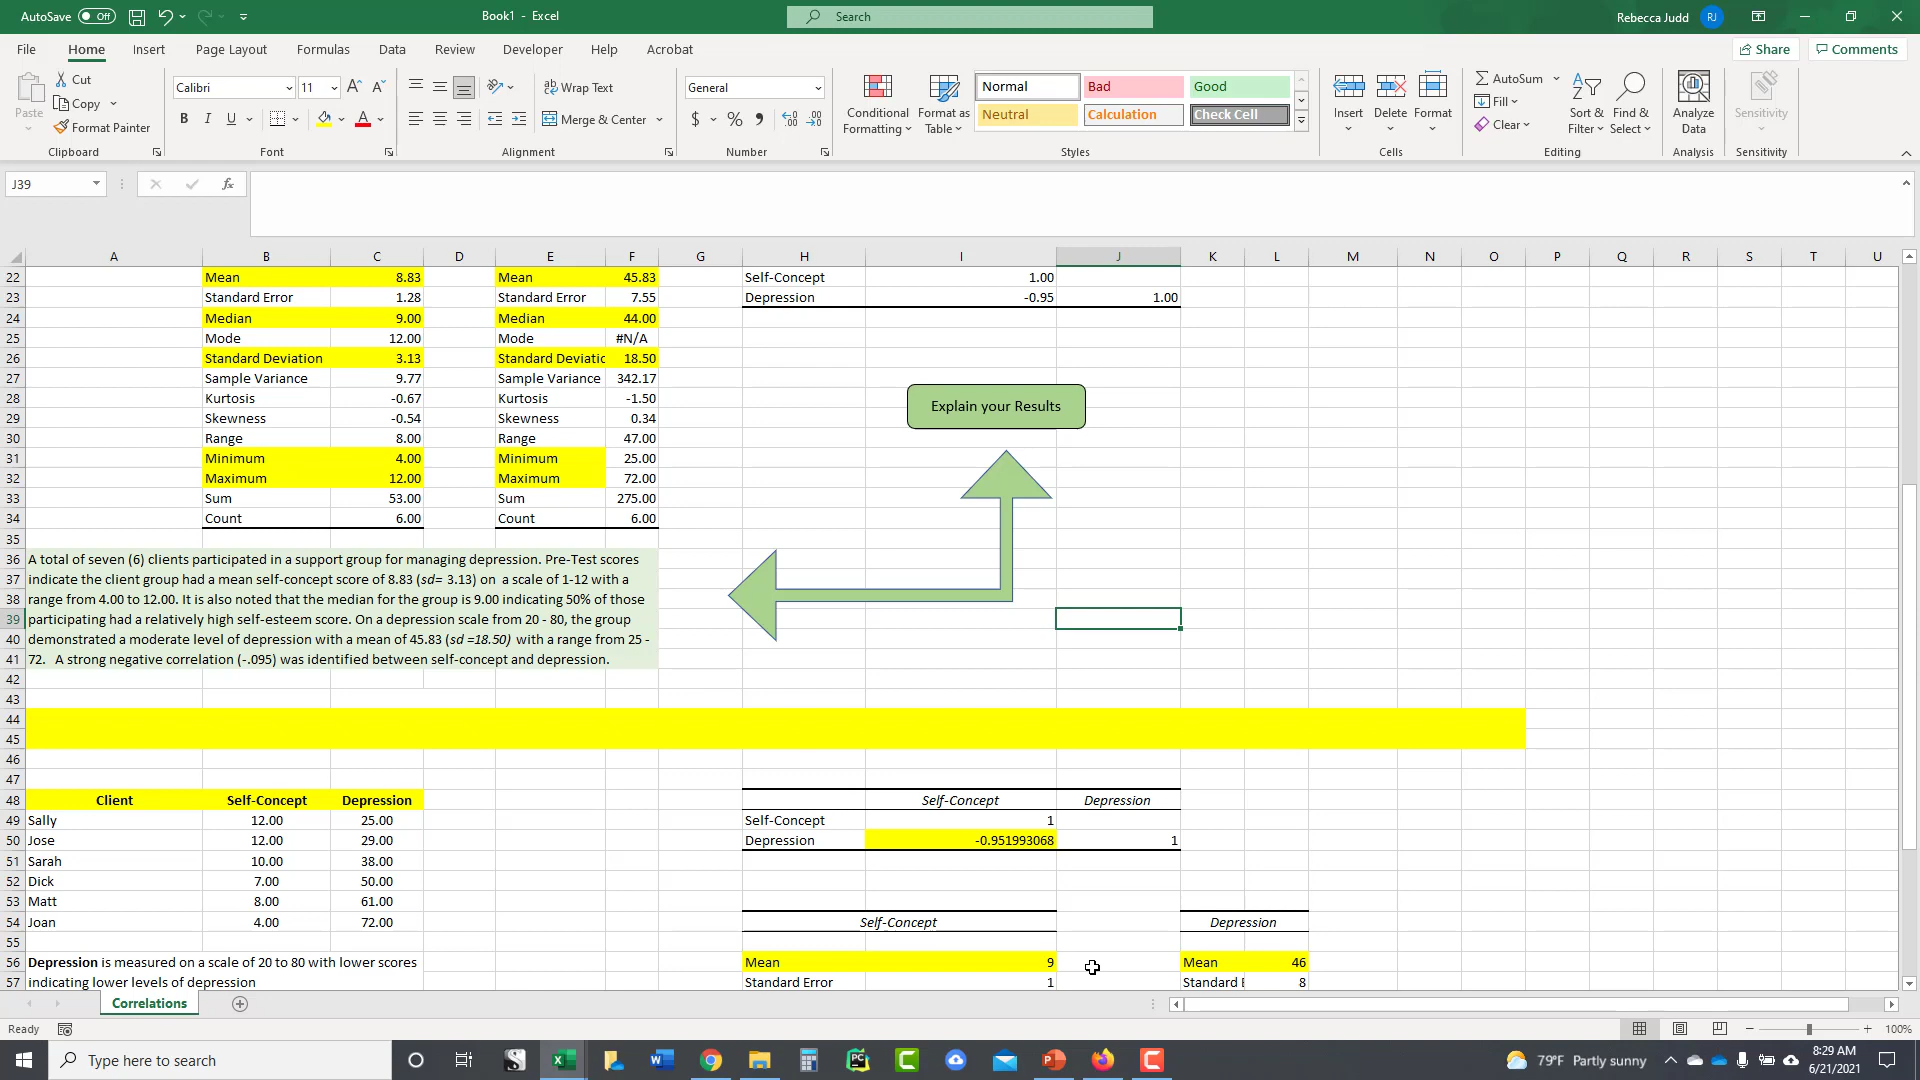 AutoSave Off Book1 - Excel Search Rebecca Judd RJ
File Home Insert Page Layout Formulas Data Review Developer Help Acrobat Share Comments
Paste Cut Copy Format Painter
Calibri 11 A A
B I U A
Wrap Text
Merge & Center
General
$ % 9
Conditional Formatting Format as Table
Normal Bad Good
Neutral Calculation Check Cell
Insert Delete Format
AutoSum Fill Clear
Sort & Filter Find & Select
Analyze Data
Sensitivity
Clipboard Font Alignment Number Styles Cells Editing Analysis Sensitivity
J39 fx
A B C D E F G H I J K L M N O P Q R S T U
22 Mean 8.83 Mean 45.83 Self-Concept 1.00
23 Standard Error 1.28 Standard Error 7.55 Depression -0.95 1.00
24 Median 9.00 Median 44.00
25 Mode 12.00 Mode #N/A
26 Standard Deviation 3.13 Standard Deviatic 18.50
27 Sample Variance 9.77 Sample Variance 342.17
28 Kurtosis -0.67 Kurtosis -1.50 Explain your Results
29 Skewness -0.54 Skewness 0.34
30 Range 8.00 Range 47.00
31 Minimum 4.00 Minimum 25.00
32 Maximum 12.00 Maximum 72.00
33 Sum 53.00 Sum 275.00
34 Count 6.00 Count 6.00
35
36 A total of seven (6) clients participated in a support group for managing depression. Pre-Test scores
37 indicate the client group had a mean self-concept score of 8.83 (sd= 3.13) on a scale of 1-12 with a
38 range from 4.00 to 12.00. It is also noted that the median for the group is 9.00 indicating 50% of those
39 participating had a relatively high self-esteem score. On a depression scale from 20 - 80, the group
40 demonstrated a moderate level of depression with a mean of 45.83 (sd =18.50) with a range from 25 -
41 72. A strong negative correlation (-.095) was identified between self-concept and depression.
42
43
44
45
46
47
48 Client Self-Concept Depression Self-Concept Depression
49 Sally 12.00 25.00 Self-Concept 1
50 Jose 12.00 29.00 Depression -0.951993068 1
51 Sarah 10.00 38.00
52 Dick 7.00 50.00
53 Matt 8.00 61.00
54 Joan 4.00 72.00 Self-Concept Depression
55
56 Depression is measured on a scale of 20 to 80 with lower scores Mean 9 Mean 46
57 indicating lower levels of depression Standard Error 1 Standard E 8
Correlations
Ready 100%
Type here to search 79°F Partly sunny 8:29 AM
6/21/2021